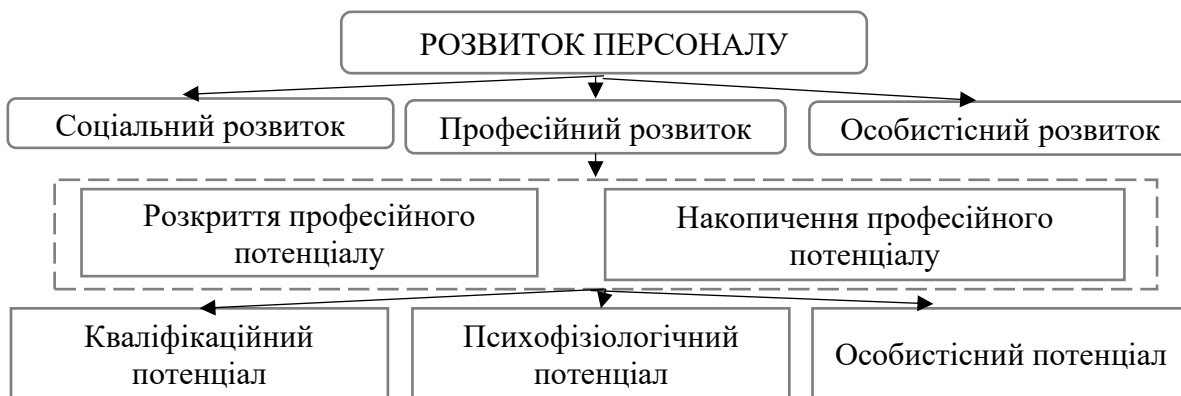 РОЗВИТОК ПЕРСОНАЛУ
Соціальний розвиток
Професійний розвиток
Особистісний розвиток
Розкриття професійного
потенціалу
Накопичення професійного
потенціалу
Кваліфікаційний
потенціал
Психофізіологічний
потенціал
Особистісний потенціал